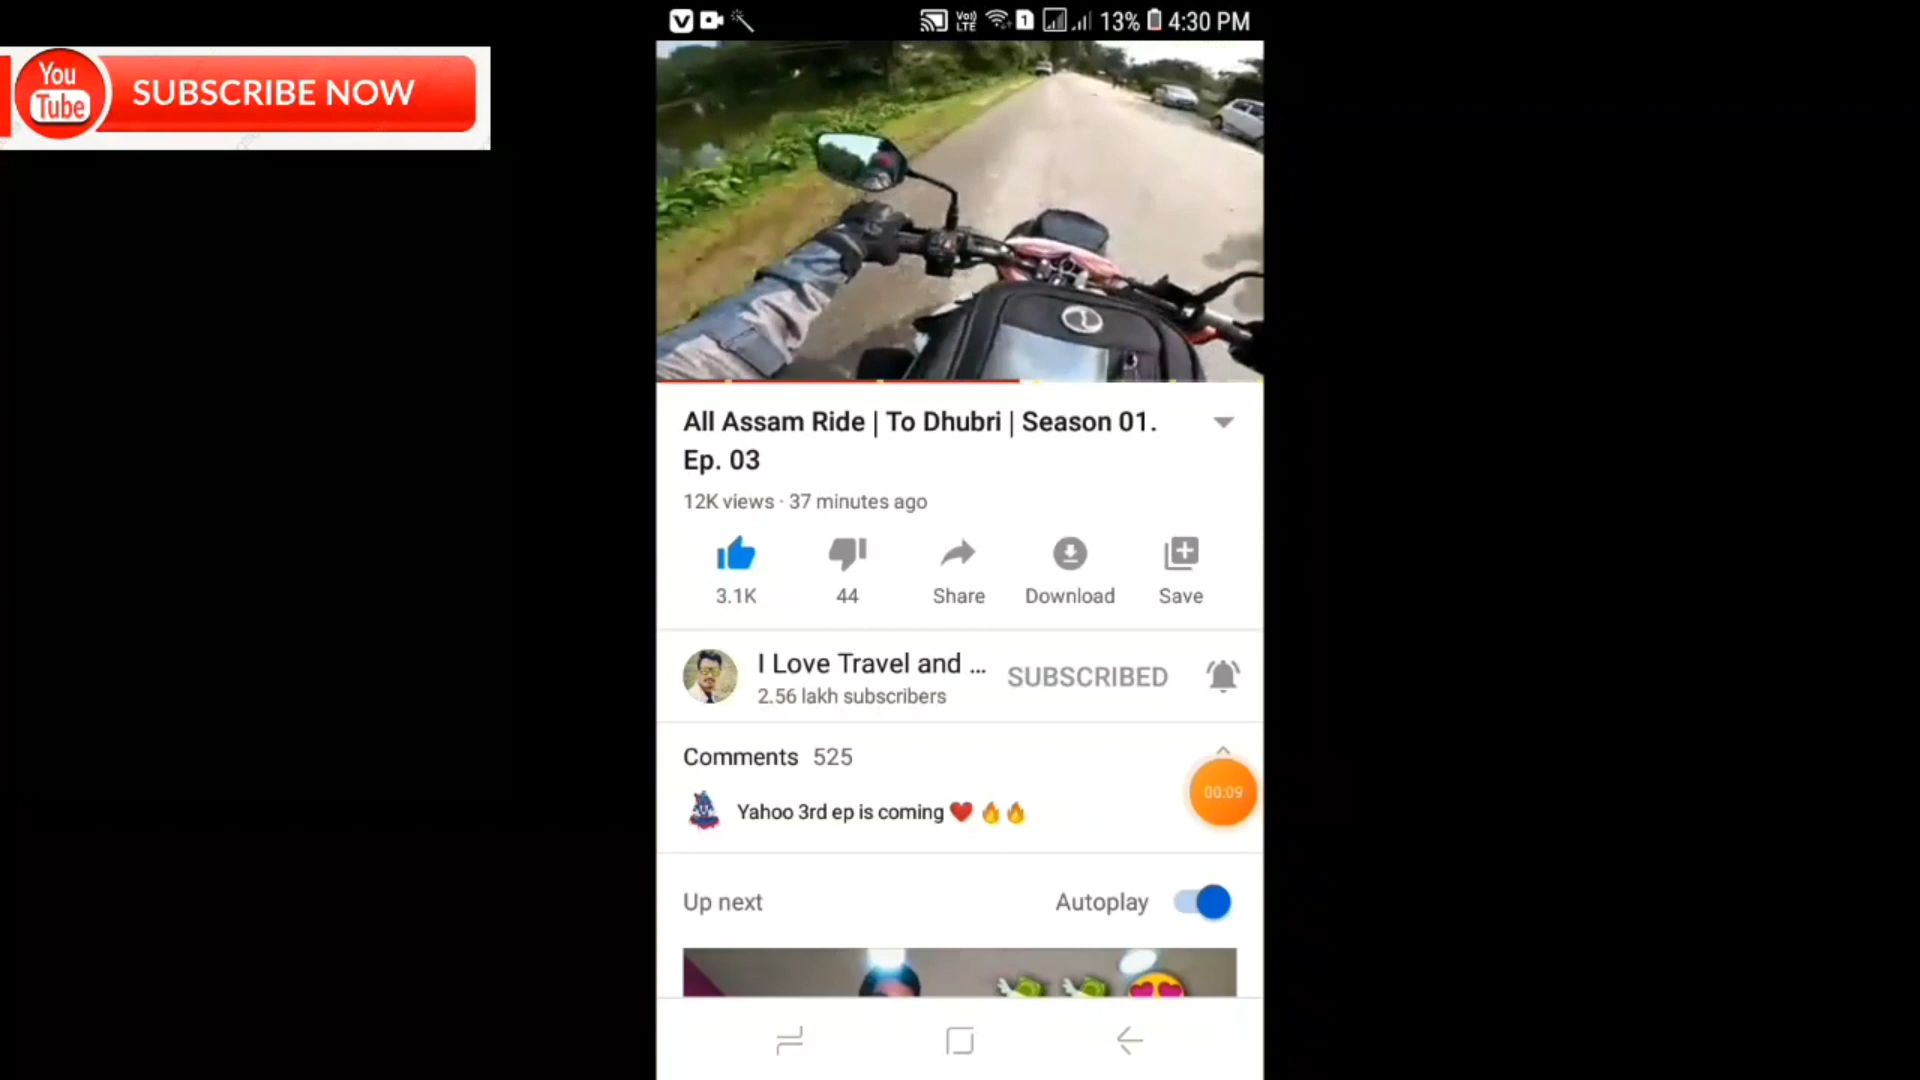 VoLTE 1 13% 4:30 PM
You
Tube
SUBSCRIBE NOW
All Assam Ride | To Dhubri | Season 01.
Ep. 03
12K views · 37 minutes ago
3.1K 44 Share Download Save
I Love Travel and ... SUBSCRIBED
2.56 lakh subscribers
Comments 525
00:09
Yahoo 3rd ep is coming ❤️ 🔥🔥
Up next Autoplay